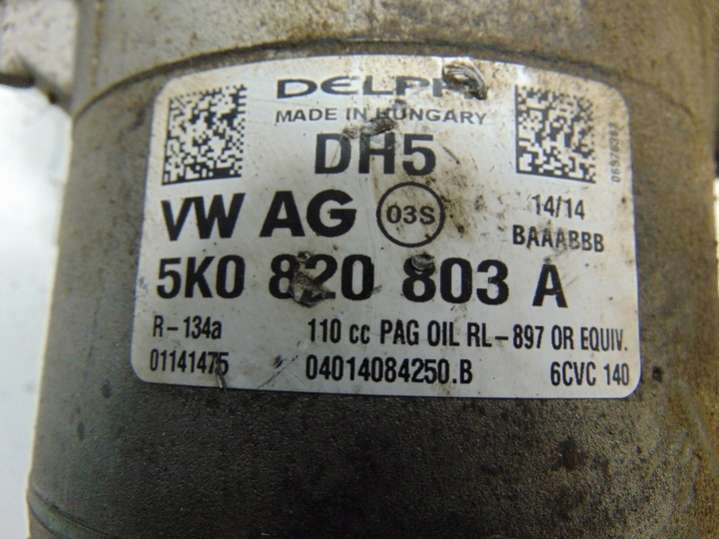 DELPHI
MADE IN HUNGARY
DH5
VW AG 03S 14/14
BAAABBB
5K0 820 803 A
R-134a 110 cc PAG OIL RL-897 OR EQUIV.
01141475 04014084250.B 6CVC 140